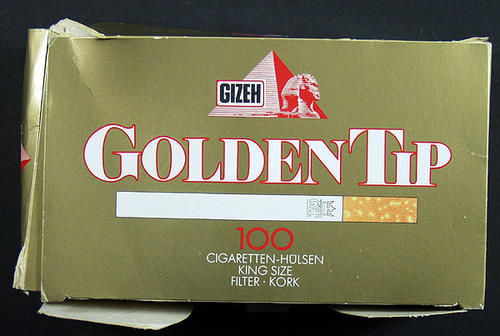 GIZEH
GOLDEN TIP
100
CIGARETTEN-HÜLSEN
KING SIZE
FILTER · KORK